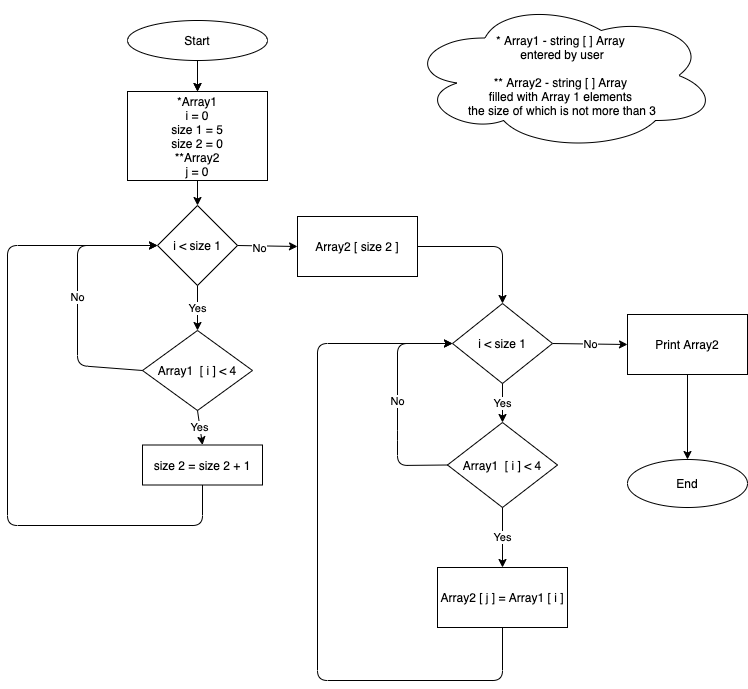 Start
* Array1 - string [ ] Array
entered by user
** Array2 - string [ ] Array
filled with Array 1 elements
the size of which is not more than 3
*Array1
i = 0
size 1 = 5
size 2 = 0
**Array2
j = 0
i < size 1
No
Array2 [ size 2 ]
No
Yes
Array1 [ i ] < 4
Yes
size 2 = size 2 + 1
i < size 1
No
Print Array2
No
Yes
Array1 [ i ] < 4
End
Yes
Array2 [ j ] = Array1 [ i ]